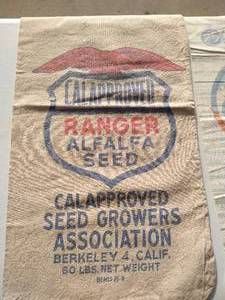 CALAPPROVED
RANGER
ALFALFA
SEED
CALAPPROVED
SEED GROWERS
ASSOCIATION
BERKELEY 4, CALIF.
60 LBS. NET WEIGHT